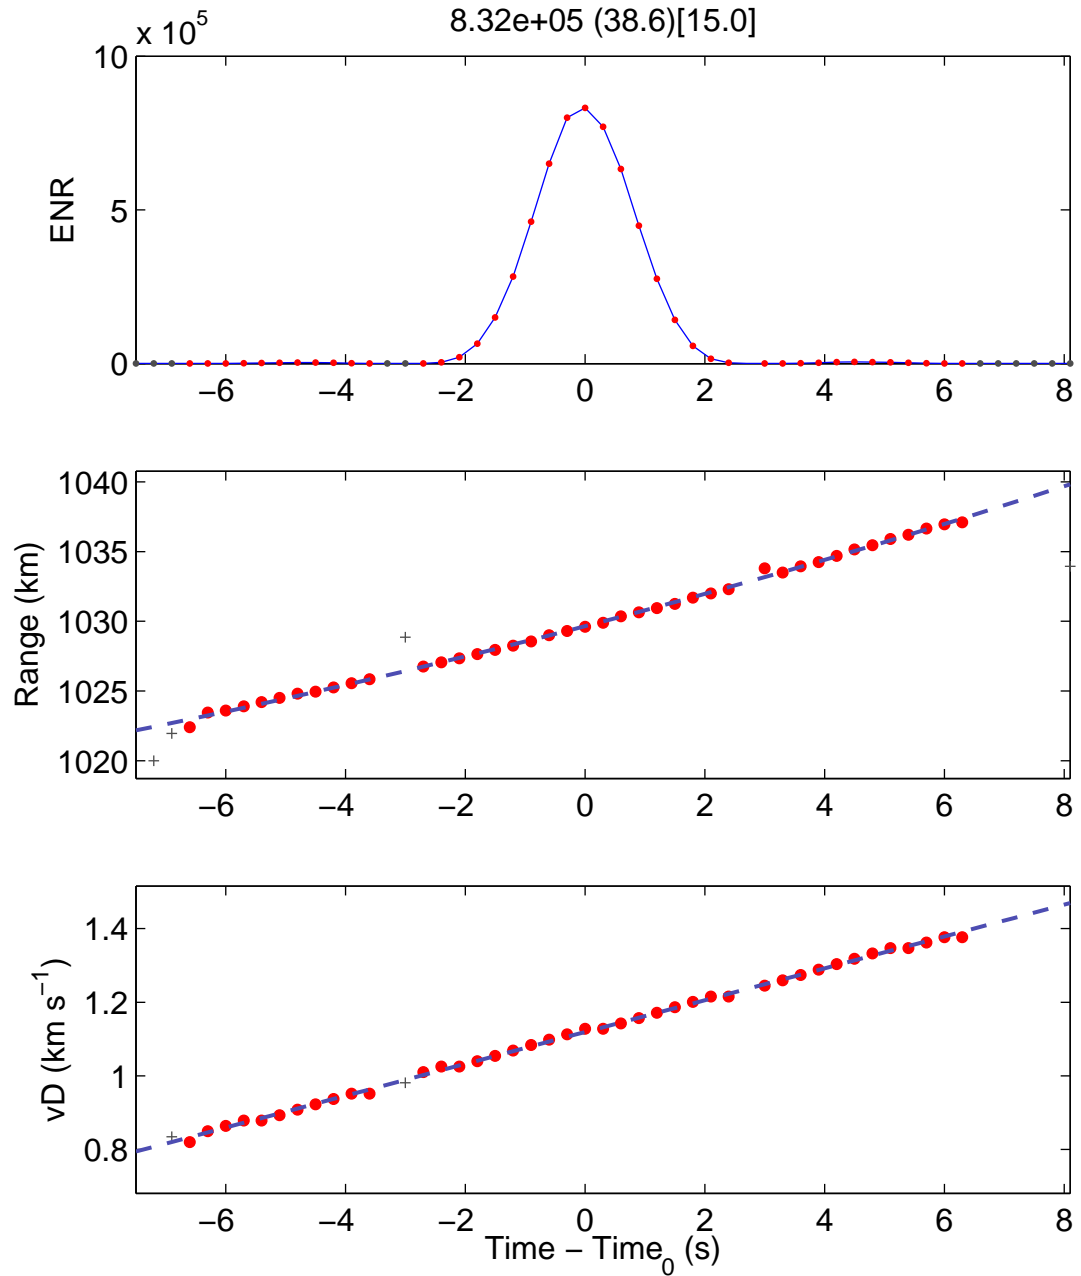 8.32e+05 (38.6)[15.0]
x 10^5
10
5
0
ENR
−6 −4 −2 0 2 4 6 8
1040
1035
1030
1025
1020
Range (km)
−6 −4 −2 0 2 4 6 8
1.4
1.2
1
0.8
vD (km s^−1)
−6 −4 −2 0 2 4 6 8
Time − Time_0 (s)